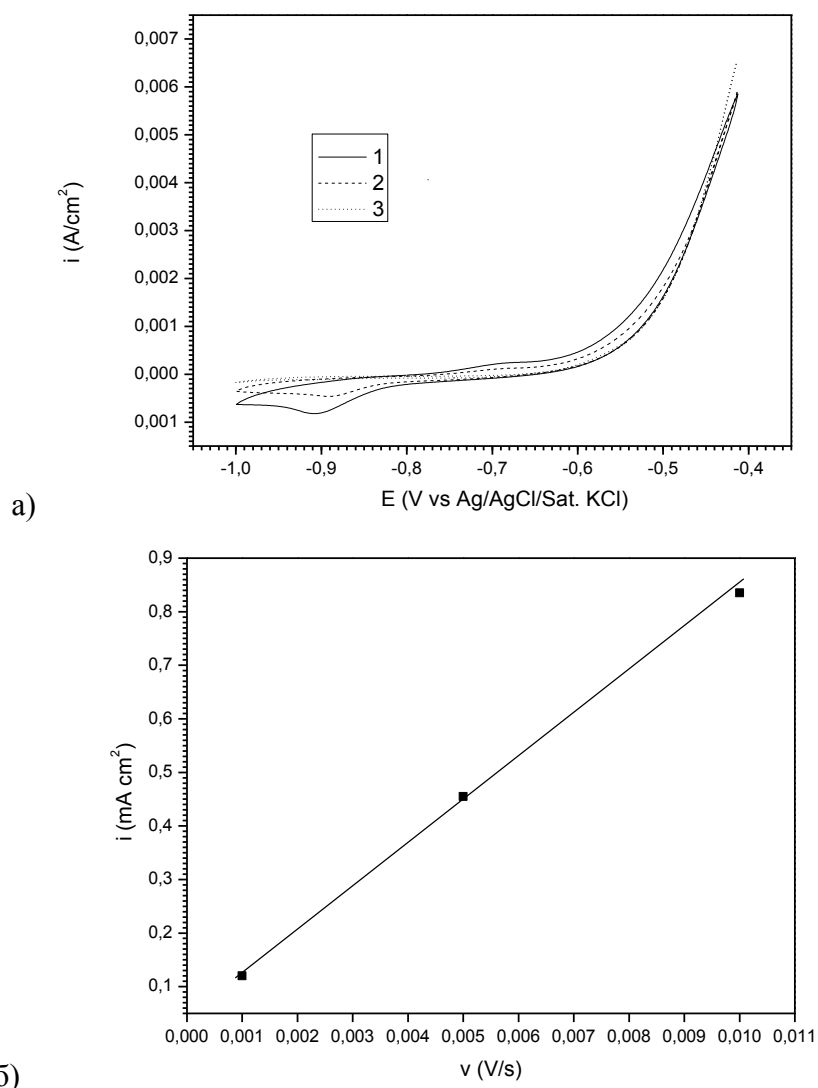 0,007
0,006
0,005
0,004
0,003
0,002
0,001
0,000
0,001
i (A/cm²)
1
2
3
-1,0 -0,9 -0,8 -0,7 -0,6 -0,5 -0,4
E (V vs Ag/AgCl/Sat. KCl)
а)
0,9
0,8
0,7
0,6
0,5
0,4
0,3
0,2
0,1
i (mA cm²)
0,000 0,001 0,002 0,003 0,004 0,005 0,006 0,007 0,008 0,009 0,010 0,011
v (V/s)
б)